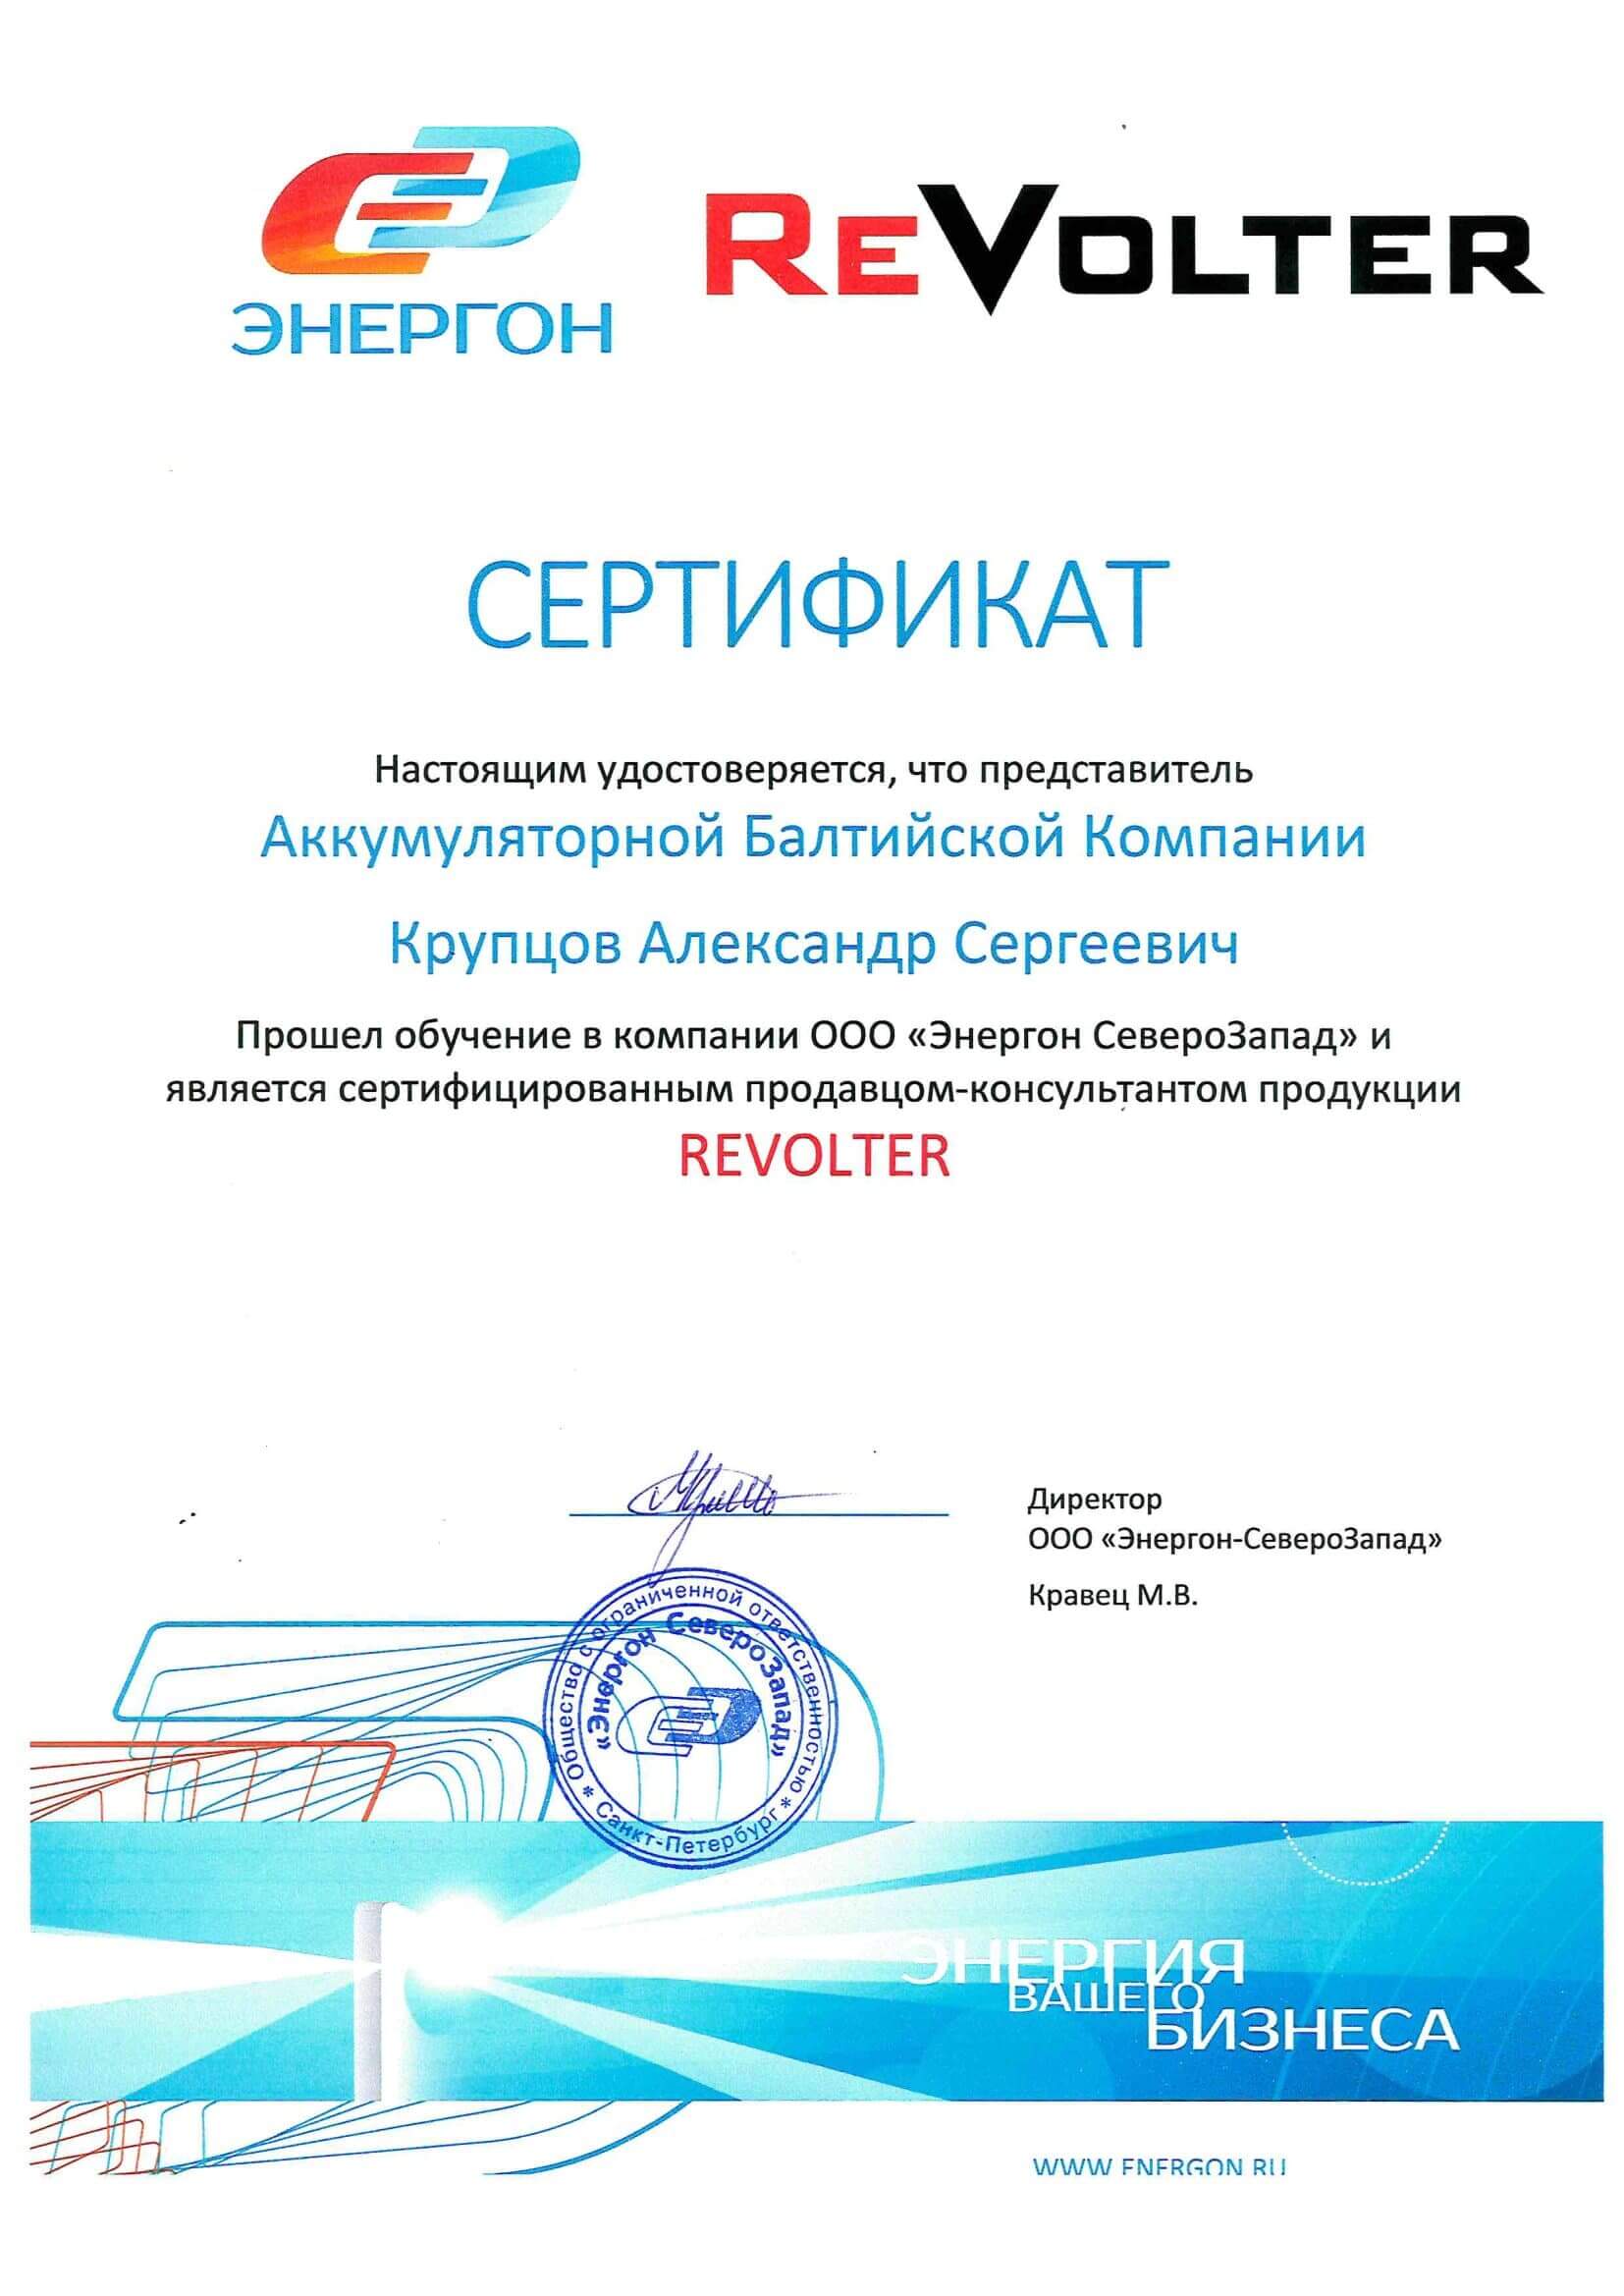 ЭНЕРГОН
REVOLTER
СЕРТИФИКАТ
Настоящим удостоверяется, что представитель
Аккумуляторной Балтийской Компании
Крупцов Александр Сергеевич
Прошел обучение в компании ООО «Энергон СевероЗапад» и
является сертифицированным продавцом-консультантом продукции
REVOLTER
Директор
ООО «Энергон-СевероЗапад»
Кравец М.В.
Общество с ограниченной ответственностью
«Энергон СевероЗапад»
* Санкт-Петербург *
ЭНЕРГИЯ
ВАШЕГО
БИЗНЕСА
WWW.ENERGON.RU